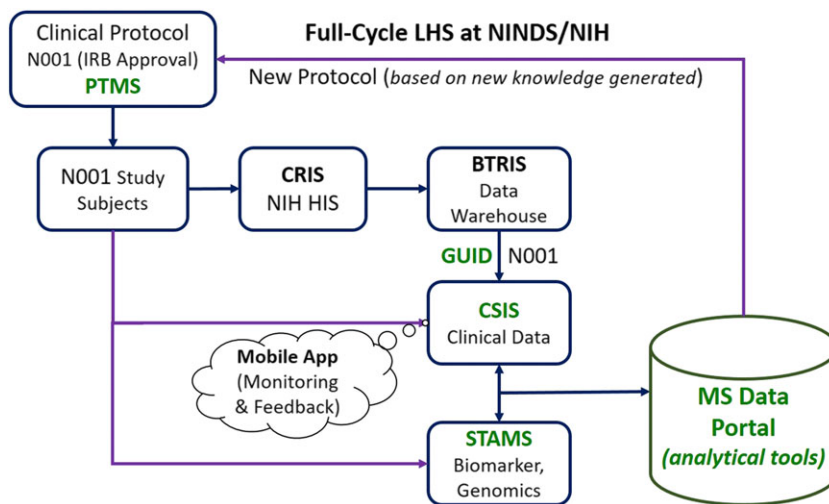 Full-Cycle LHS at NINDS/NIH
Clinical Protocol
N001 (IRB Approval)
PTMS
New Protocol (based on new knowledge generated)
N001 Study
Subjects
CRIS
NIH HIS
BTRIS
Data
Warehouse
GUID N001
CSIS
Clinical Data
Mobile App
(Monitoring
& Feedback)
STAMS
Biomarker,
Genomics
MS Data
Portal
(analytical tools)